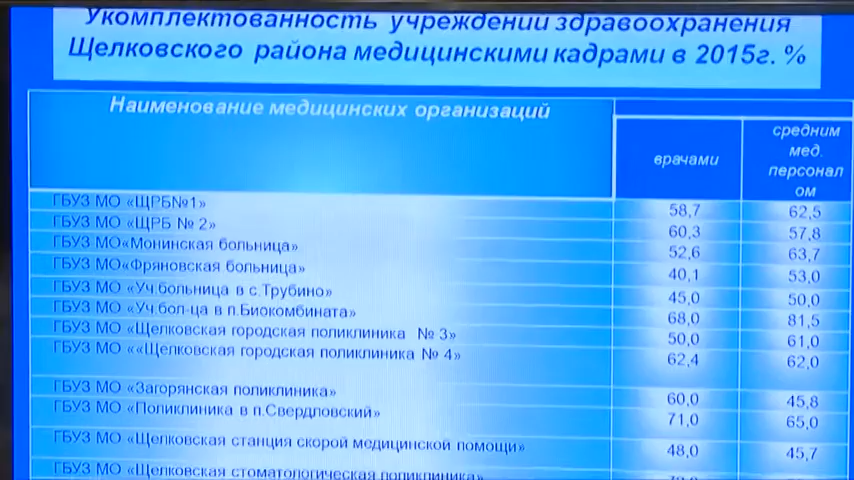 Укомплектованность учреждений здравоохранения
Щелковского района медицинскими кадрами в 2015г. %
Наименование медицинских организаций
врачами
средним
мед.
персонал
ом
ГБУЗ МО «ЩРБ№1» 58,7 62,5
ГБУЗ МО «ЩРБ № 2» 60,3 57,8
ГБУЗ МО«Монинская больница» 52,6 63,7
ГБУЗ МО«Фряновская больница» 40,1 53,0
ГБУЗ МО «Уч.больница в с.Трубино» 45,0 50,0
ГБУЗ МО «Уч.бол-ца в п.Биокомбината» 68,0 81,5
ГБУЗ МО «Щелковская городская поликлиника № 3» 50,0 61,0
ГБУЗ МО ««Щелковская городская поликлиника № 4» 62,4 62,0
ГБУЗ МО «Загорянская поликлиника» 60,0 45,8
ГБУЗ МО «Поликлиника в п.Свердловский» 71,0 65,0
ГБУЗ МО «Щелковская станция скорой медицинской помощи» 48,0 45,7
ГБУЗ МО «Щелковская стоматологическая поликлиника»